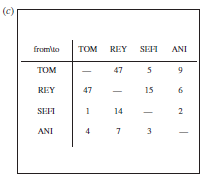 (c)
from\to TOM REY SEFI ANI
TOM — 47 5 9
REY 47 — 15 6
SEFI 1 14 — 2
ANI 4 7 3 —